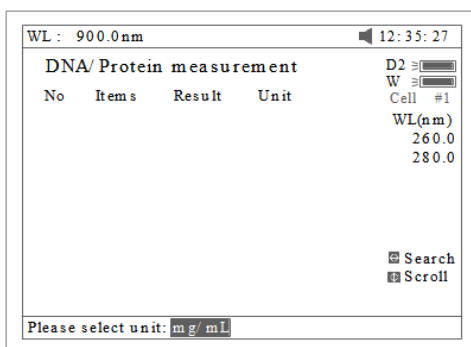 WL: 900.0nm 12:35:27
DNA/Protein measurement
D2
W
No Items Result Unit
Cell #1
WL(nm)
260.0
280.0
Search
Scroll
Please select unit: mg/mL